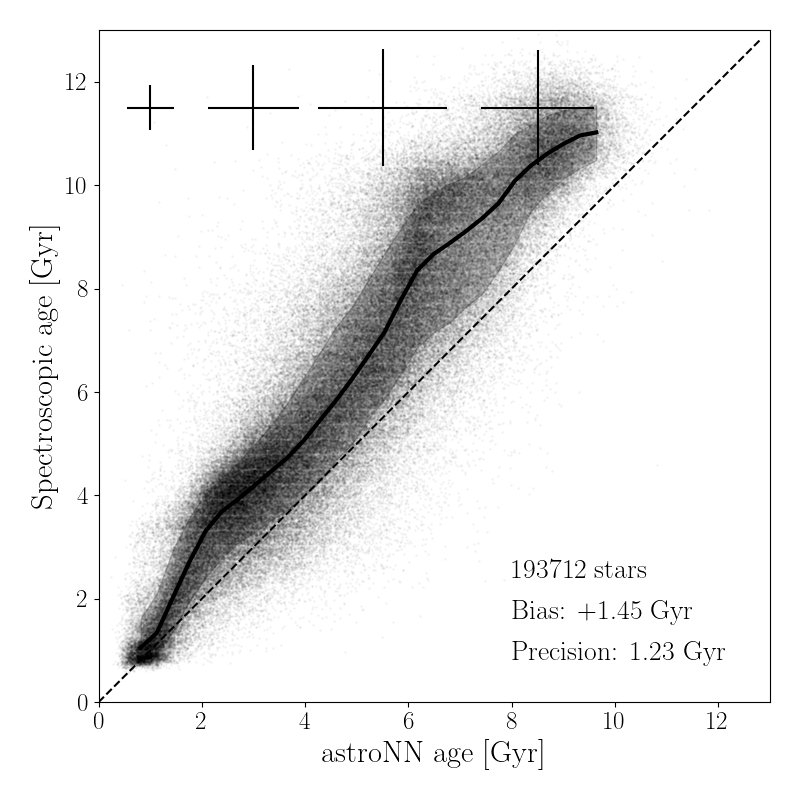 12
10
8
6
4
2
0
Spectroscopic age [Gyr]
193712 stars
Bias: +1.45 Gyr
Precision: 1.23 Gyr
0 2 4 6 8 10 12
astroNN age [Gyr]